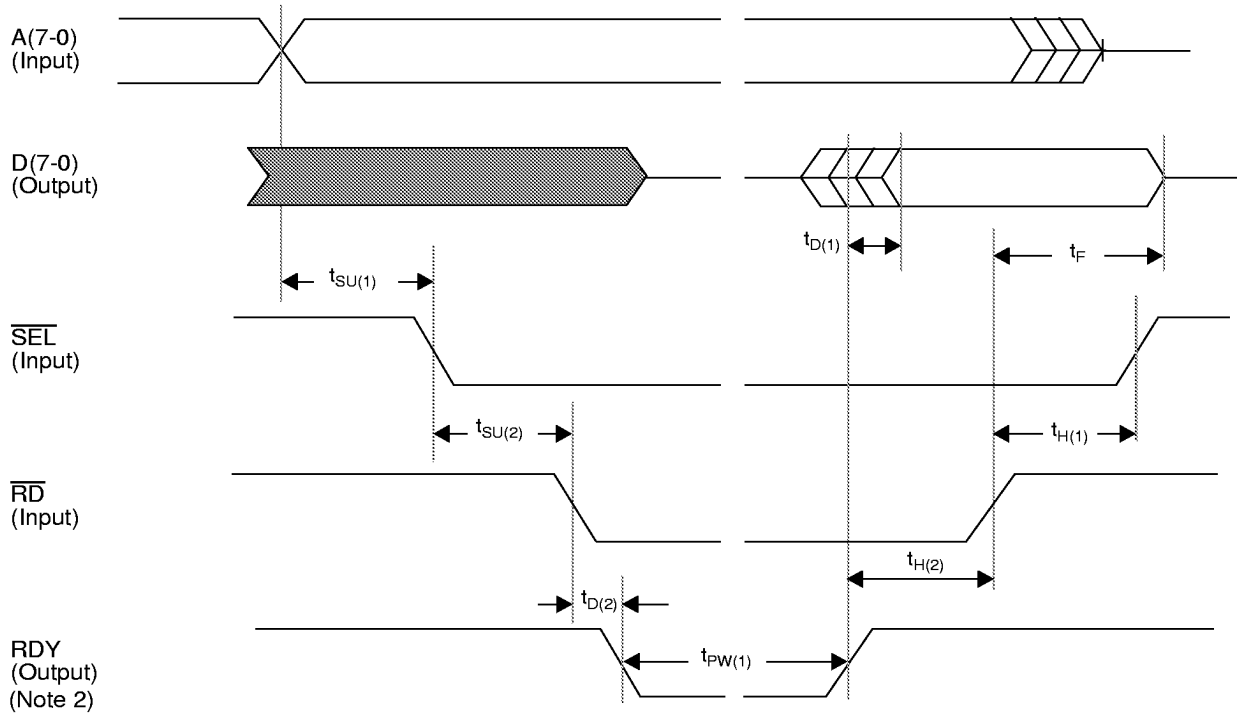 A(7-0)
(Input)
D(7-0)
(Output)
tD(1)
tF
tSU(1)
SEL
(Input)
tSU(2)
tH(1)
RD
(Input)
tH(2)
tD(2)
RDY
(Output)
(Note 2)
tPW(1)